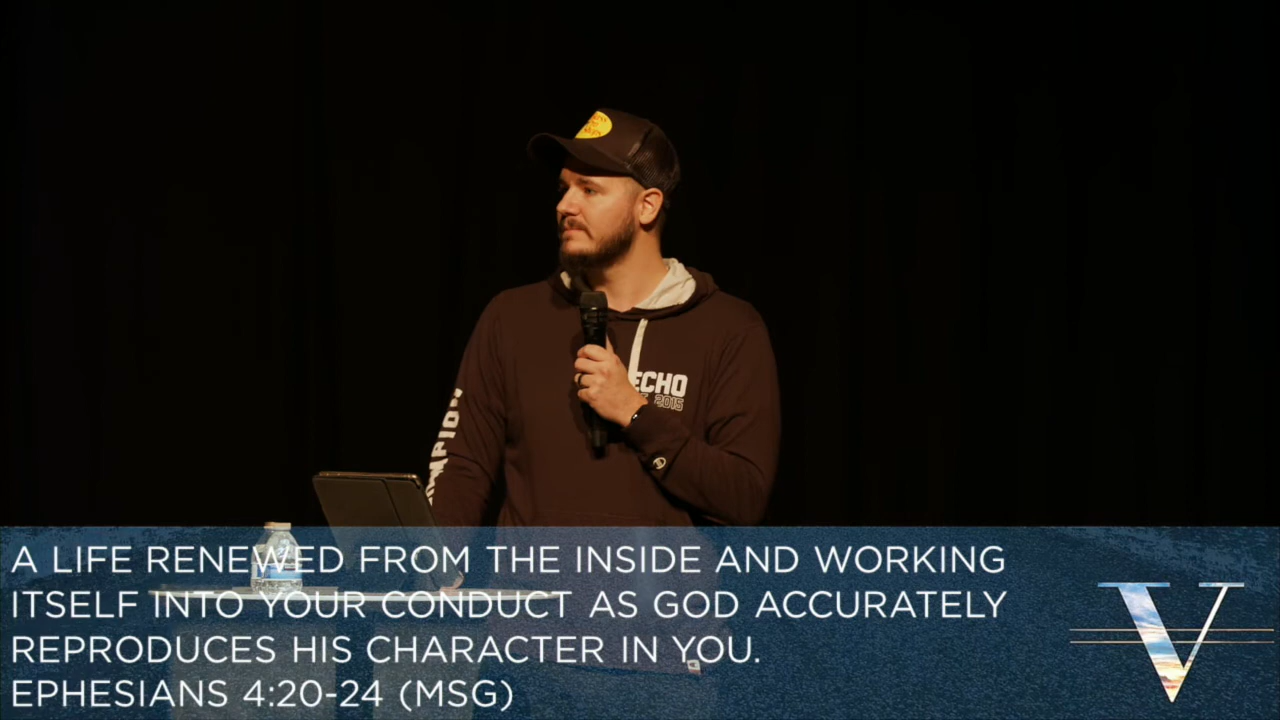 ECHO
2015
A LIFE RENEWED FROM THE INSIDE AND WORKING
ITSELF INTO YOUR CONDUCT AS GOD ACCURATELY
REPRODUCES HIS CHARACTER IN YOU.
EPHESIANS 4:20-24 (MSG)
V